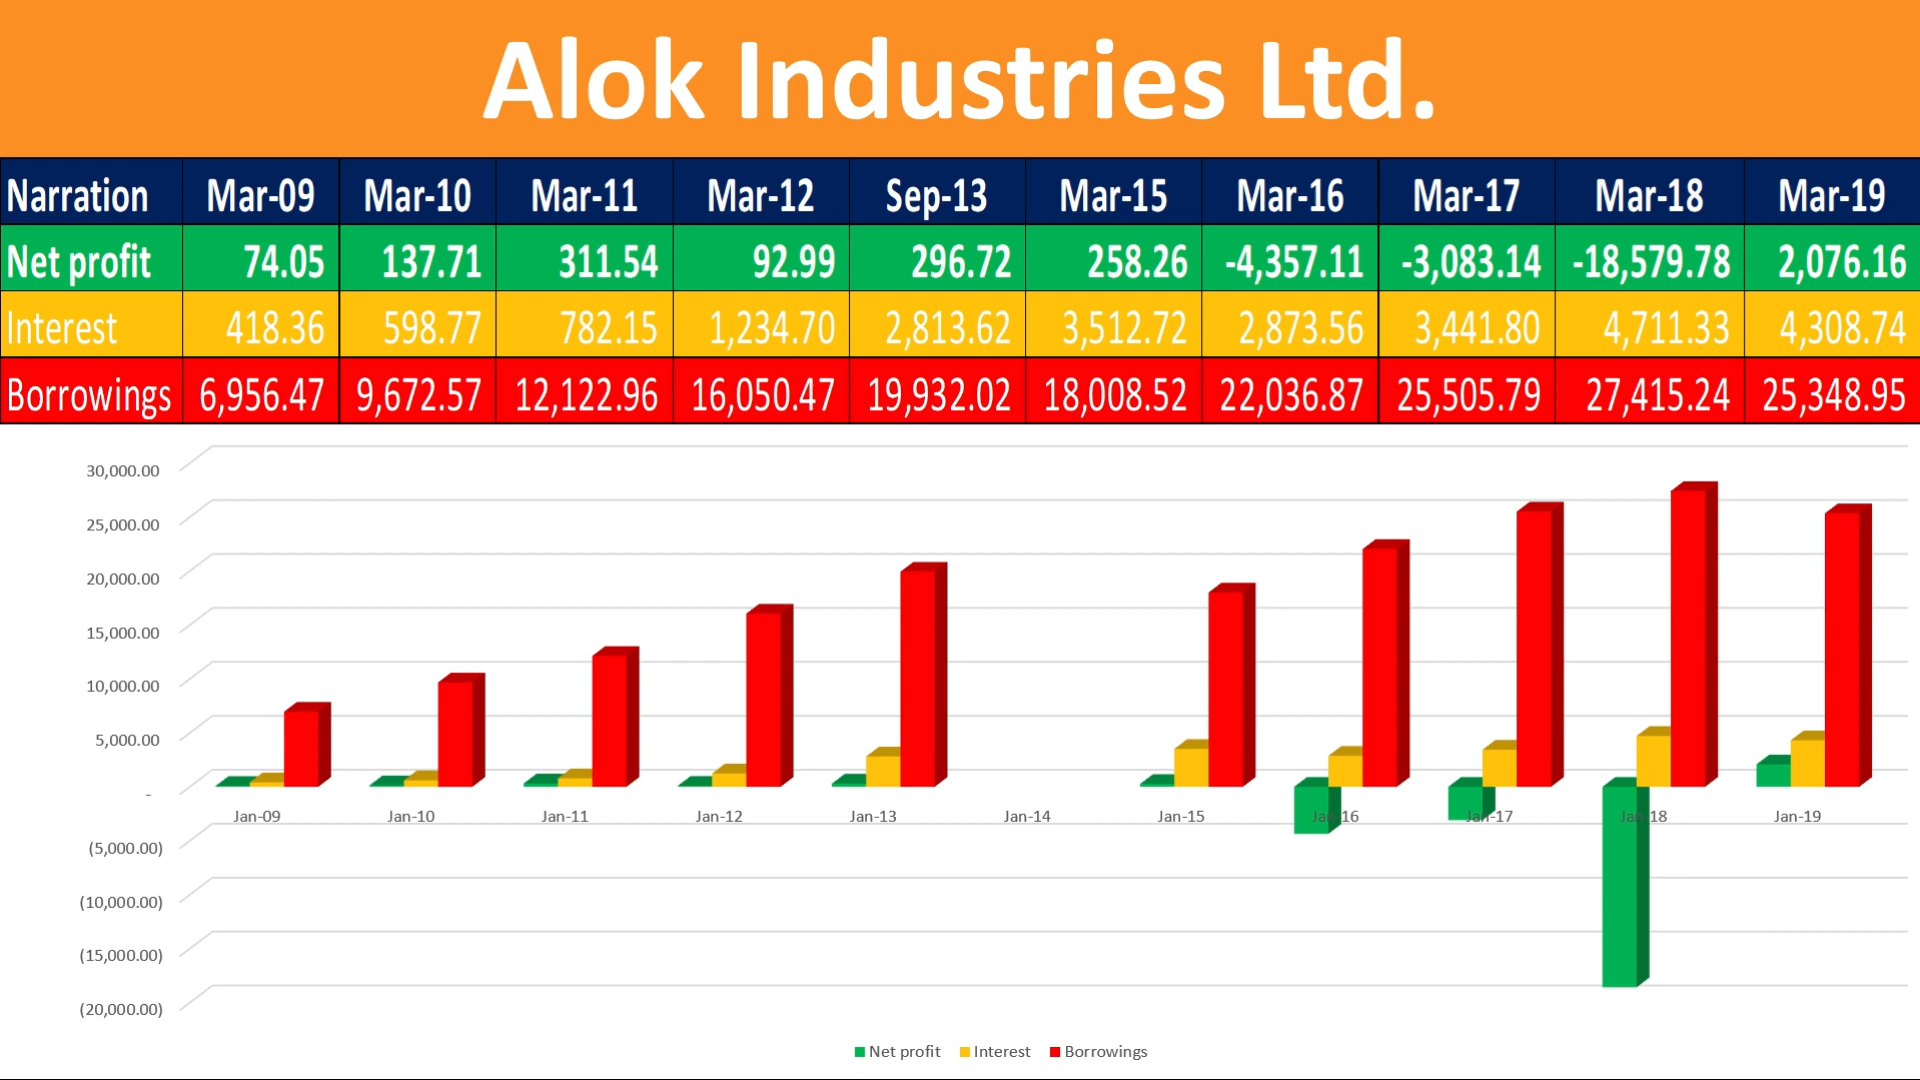 Alok Industries Ltd.
Narration Mar-09 Mar-10 Mar-11 Mar-12 Sep-13 Mar-15 Mar-16 Mar-17 Mar-18 Mar-19
Net profit 74.05 137.71 311.54 92.99 296.72 258.26 -4,357.11 -3,083.14 -18,579.78 2,076.16
Interest 418.36 598.77 782.15 1,234.70 2,813.62 3,512.72 2,873.56 3,441.80 4,711.33 4,308.74
Borrowings 6,956.47 9,672.57 12,122.96 16,050.47 19,932.02 18,008.52 22,036.87 25,505.79 27,415.24 25,348.95
30,000.00
25,000.00
20,000.00
15,000.00
10,000.00
5,000.00
-
Jan-09 Jan-10 Jan-11 Jan-12 Jan-13 Jan-14 Jan-15 Jan-16 Jan-17 Jan-18 Jan-19
(5,000.00)
(10,000.00)
(15,000.00)
(20,000.00)
Net profit Interest Borrowings